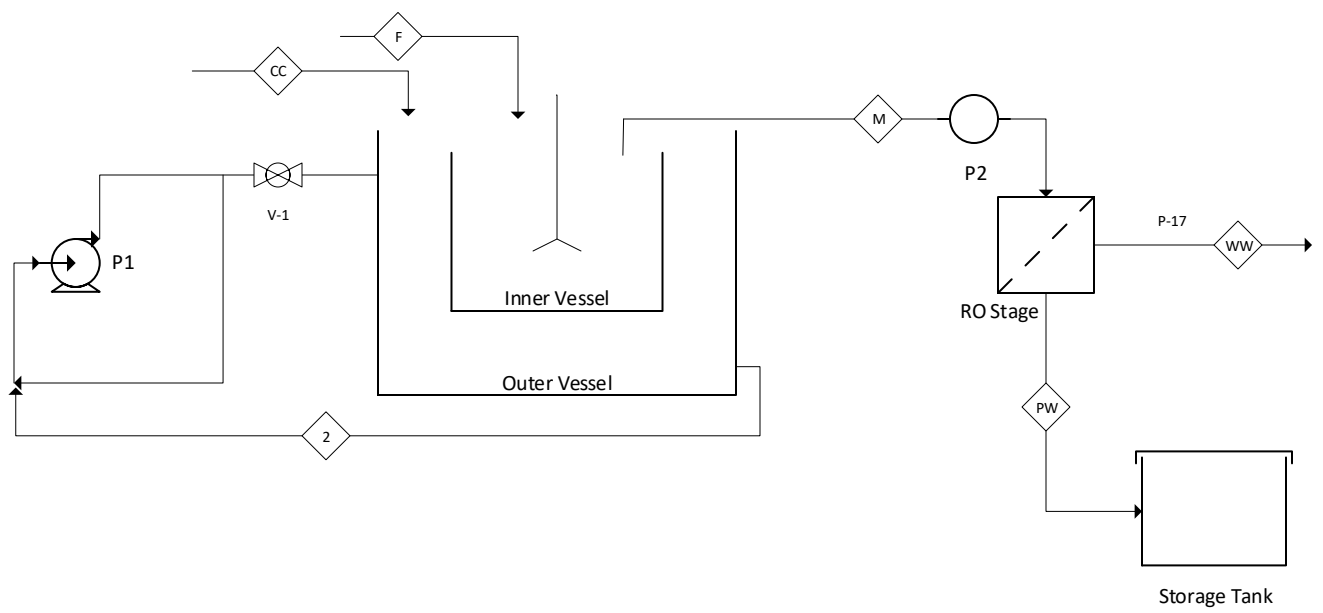 F
CC
M
P2
V-1
P-17
WW
P1
Inner Vessel
RO Stage
Outer Vessel
PW
2
Storage Tank